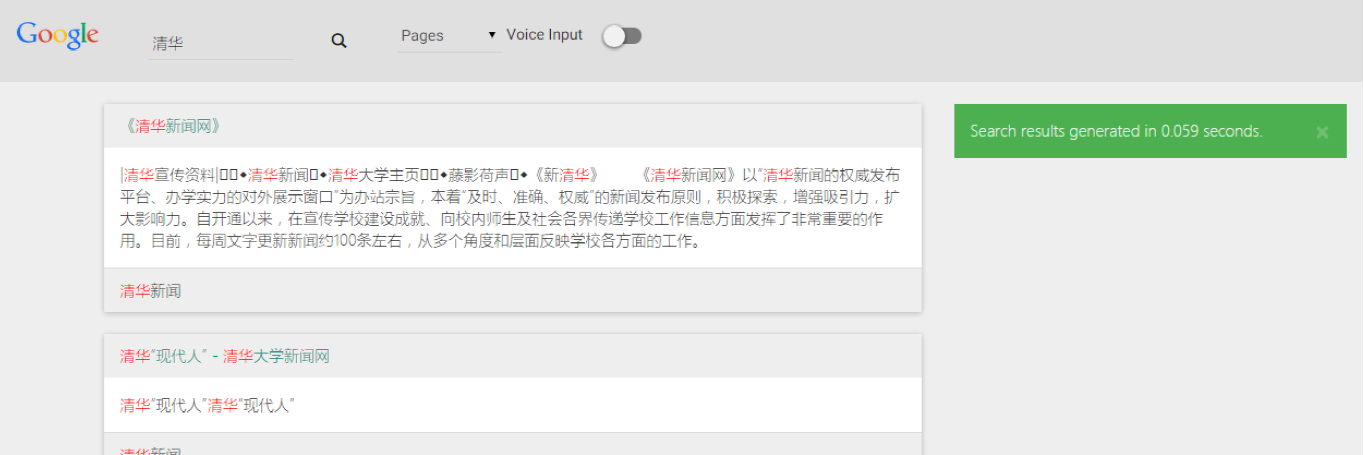 Google
清华
Pages
Voice Input
《清华新闻网》
Search results generated in 0.059 seconds.
|清华宣传资料|▯▯◆清华新闻▯◆清华大学主页▯▯◆藤影荷声▯◆《新清华》 《清华新闻网》以“清华新闻的权威发布
平台、办学实力的对外展示窗口”为办站宗旨，本着“及时、准确、权威”的新闻发布原则，积极探索，增强吸引力，扩
大影响力。自开通以来，在宣传学校建设成就、向校内师生及社会各界传递学校工作信息方面发挥了非常重要的作
用。目前，每周文字更新新闻约100条左右，从多个角度和层面反映学校各方面的工作。
清华新闻
清华“现代人” - 清华大学新闻网
清华“现代人”清华“现代人”
清华新闻